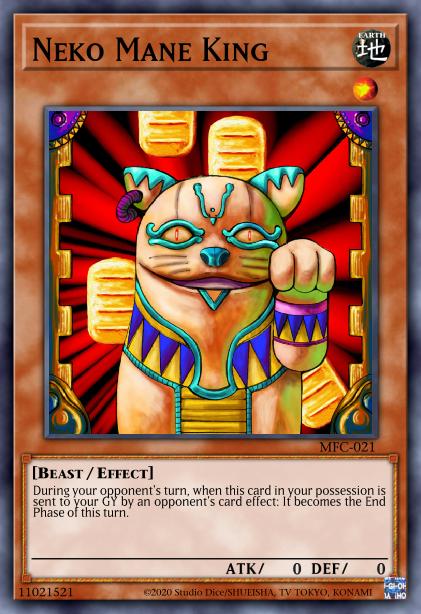 Neko Mane King
EARTH
地
MFC-021
[Beast / Effect]
During your opponent's turn, when this card in your possession is
sent to your GY by an opponent's card effect: It becomes the End
Phase of this turn.
ATK/ 0 DEF/ 0
11021521
©2020 Studio Dice/SHUEISHA, TV TOKYO, KONAMI